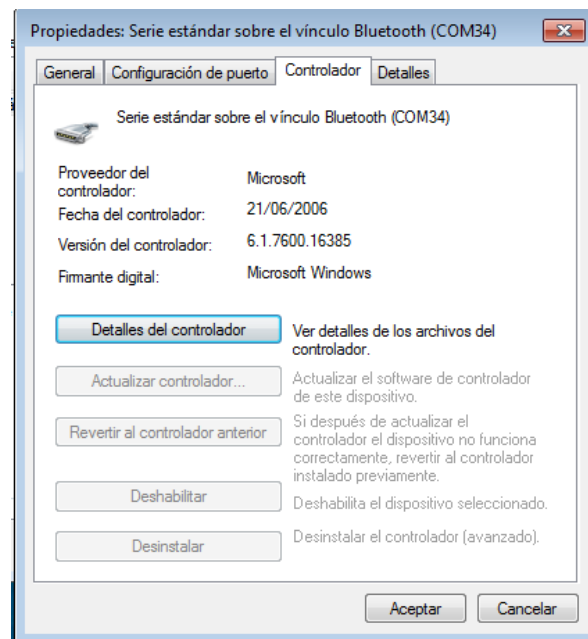 Propiedades: Serie estándar sobre el vínculo Bluetooth (COM34)
General
Configuración de puerto
Controlador
Detalles
Serie estándar sobre el vínculo Bluetooth (COM34)
Proveedor del
controlador:
Microsoft
Fecha del controlador:
21/06/2006
Versión del controlador:
6.1.7600.16385
Firmante digital:
Microsoft Windows
Detalles del controlador
Ver detalles de los archivos del
controlador.
Actualizar controlador...
Actualizar el software de controlador
de este dispositivo.
Revertir al controlador anterior
Si después de actualizar el
controlador el dispositivo no funciona
correctamente, revertir al controlador
instalado previamente.
Deshabilitar
Deshabilita el dispositivo seleccionado.
Desinstalar
Desinstalar el controlador (avanzado).
Aceptar
Cancelar